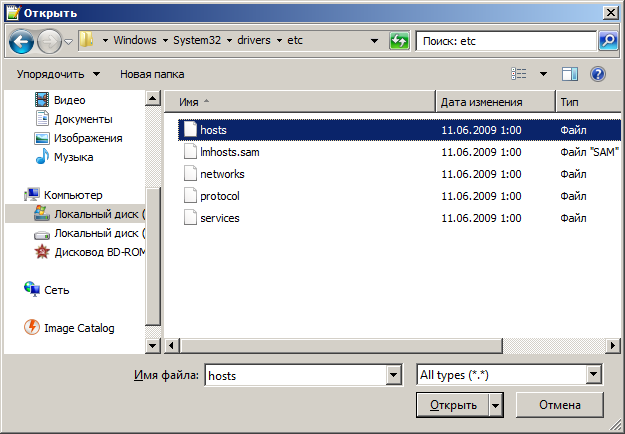 Открыть
Windows System32 drivers etc
Поиск: etc
Упорядочить Новая папка
Видео
Документы
Изображения
Музыка
Компьютер
Локальный диск (
Локальный диск (
Дисковод BD-ROM
Сеть
Image Catalog
Имя Дата изменения Тип
hosts 11.06.2009 1:00 Файл
lmhosts.sam 11.06.2009 1:00 Файл "SAM"
networks 11.06.2009 1:00 Файл
protocol 11.06.2009 1:00 Файл
services 11.06.2009 1:00 Файл
Имя файла: hosts All types (*.*)
Открыть Отмена